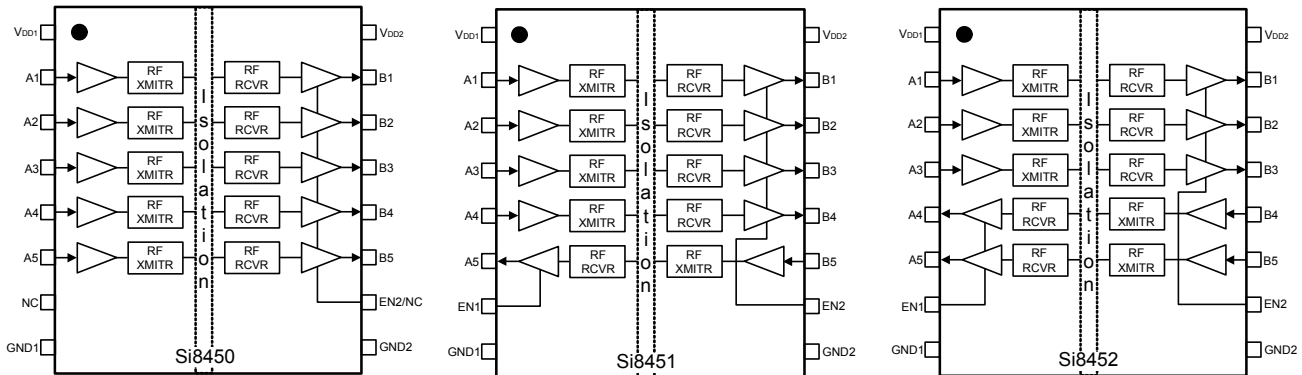 VDD1
VDD2
A1
RF XMITR
RF RCVR
B1
A2
RF XMITR
RF RCVR
B2
A3
RF XMITR
RF RCVR
B3
A4
RF XMITR
RF RCVR
B4
A5
RF XMITR
RF RCVR
B5
Isolation
NC
EN2/NC
GND1
GND2
Si8450
VDD1
VDD2
A1
RF XMITR
RF RCVR
B1
A2
RF XMITR
RF RCVR
B2
A3
RF XMITR
RF RCVR
B3
A4
RF XMITR
RF RCVR
B4
A5
RF RCVR
RF XMITR
B5
Isolation
EN1
EN2
GND1
GND2
Si8451
VDD1
VDD2
A1
RF XMITR
RF RCVR
B1
A2
RF XMITR
RF RCVR
B2
A3
RF XMITR
RF RCVR
B3
A4
RF RCVR
RF XMITR
B4
A5
RF RCVR
RF XMITR
B5
Isolation
EN1
EN2
GND1
GND2
Si8452